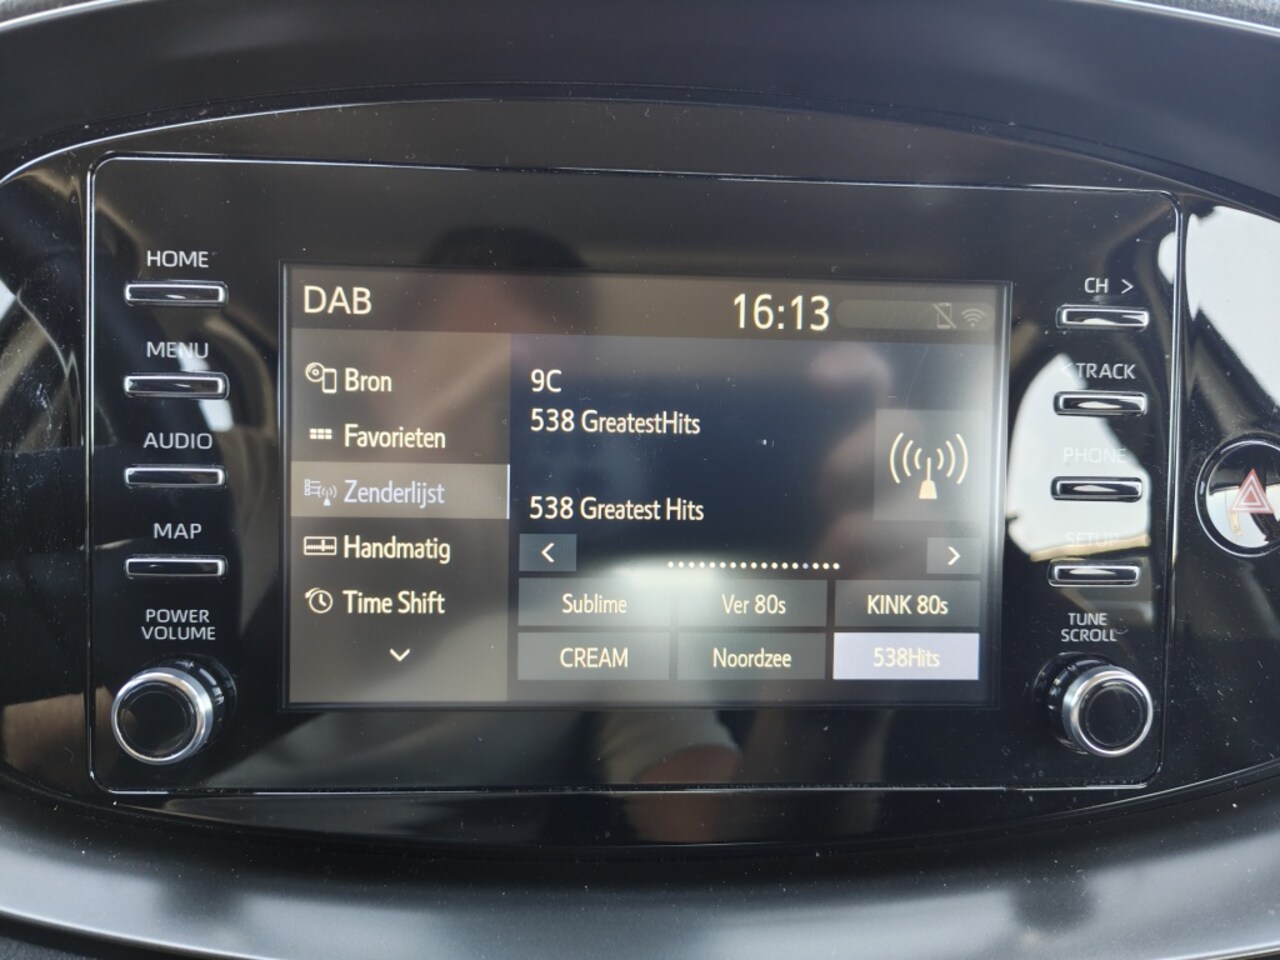 HOME
MENU
AUDIO
MAP
POWER
VOLUME
DAB
16:13
Bron
Favorieten
Zenderlijst
Handmatig
Time Shift
9C
538 GreatestHits
538 Greatest Hits
<
>
Sublime
Ver 80s
KINK 80s
CREAM
Noordzee
538Hits
CH >
< TRACK
PHONE
SETUP
TUNE
SCROLL